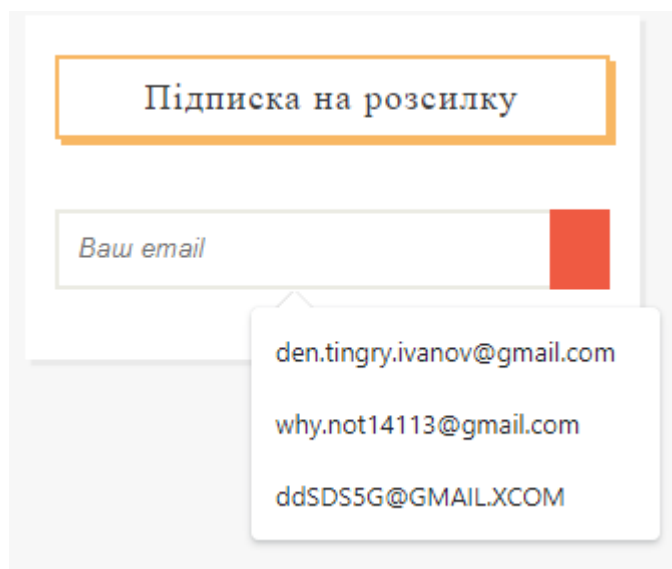 Підписка на розсилку
Ваш email
den.tingry.ivanov@gmail.com
why.not14113@gmail.com
ddSDS5G@GMAIL.XCOM